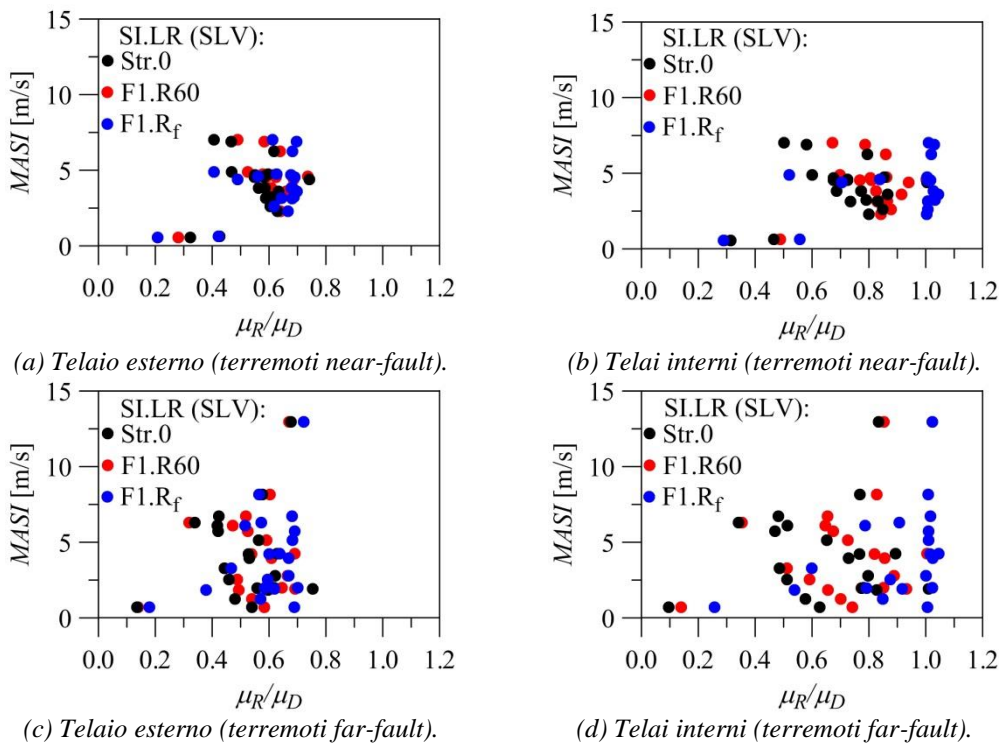 15
10
5
0
MASI [m/s]
SI.LR (SLV):
Str.0
F1.R60
F1.Rf
0.0 0.2 0.4 0.6 0.8 1.0 1.2
μR/μD
(a) Telaio esterno (terremoti near-fault).
15
10
5
0
MASI [m/s]
SI.LR (SLV):
Str.0
F1.R60
F1.Rf
0.0 0.2 0.4 0.6 0.8 1.0 1.2
μR/μD
(b) Telai interni (terremoti near-fault).
15
10
5
0
MASI [m/s]
SI.LR (SLV):
Str.0
F1.R60
F1.Rf
0.0 0.2 0.4 0.6 0.8 1.0 1.2
μR/μD
(c) Telaio esterno (terremoti far-fault).
15
10
5
0
MASI [m/s]
SI.LR (SLV):
Str.0
F1.R60
F1.Rf
0.0 0.2 0.4 0.6 0.8 1.0 1.2
μR/μD
(d) Telai interni (terremoti far-fault).